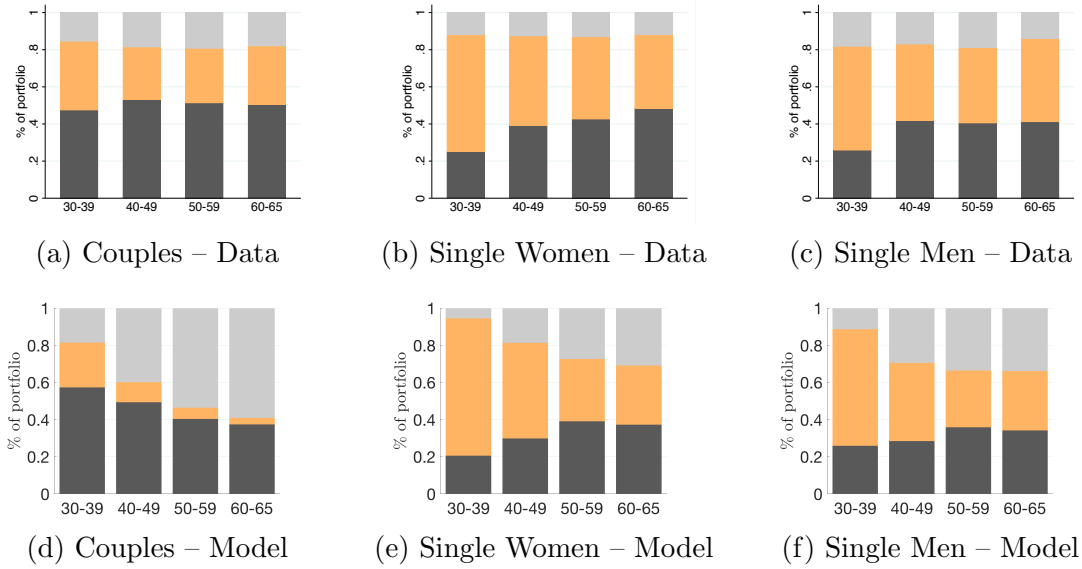 % of portfolio
1
.8
.6
.4
.2
0
30-39 40-49 50-59 60-65
(a) Couples – Data
% of portfolio
1
.8
.6
.4
.2
0
30-39 40-49 50-59 60-65
(b) Single Women – Data
% of portfolio
1
.8
.6
.4
.2
0
30-39 40-49 50-59 60-65
(c) Single Men – Data
% of portfolio
1
0.8
0.6
0.4
0.2
0
30-39 40-49 50-59 60-65
(d) Couples – Model
% of portfolio
1
0.8
0.6
0.4
0.2
0
30-39 40-49 50-59 60-65
(e) Single Women – Model
% of portfolio
1
0.8
0.6
0.4
0.2
0
30-39 40-49 50-59 60-65
(f) Single Men – Model